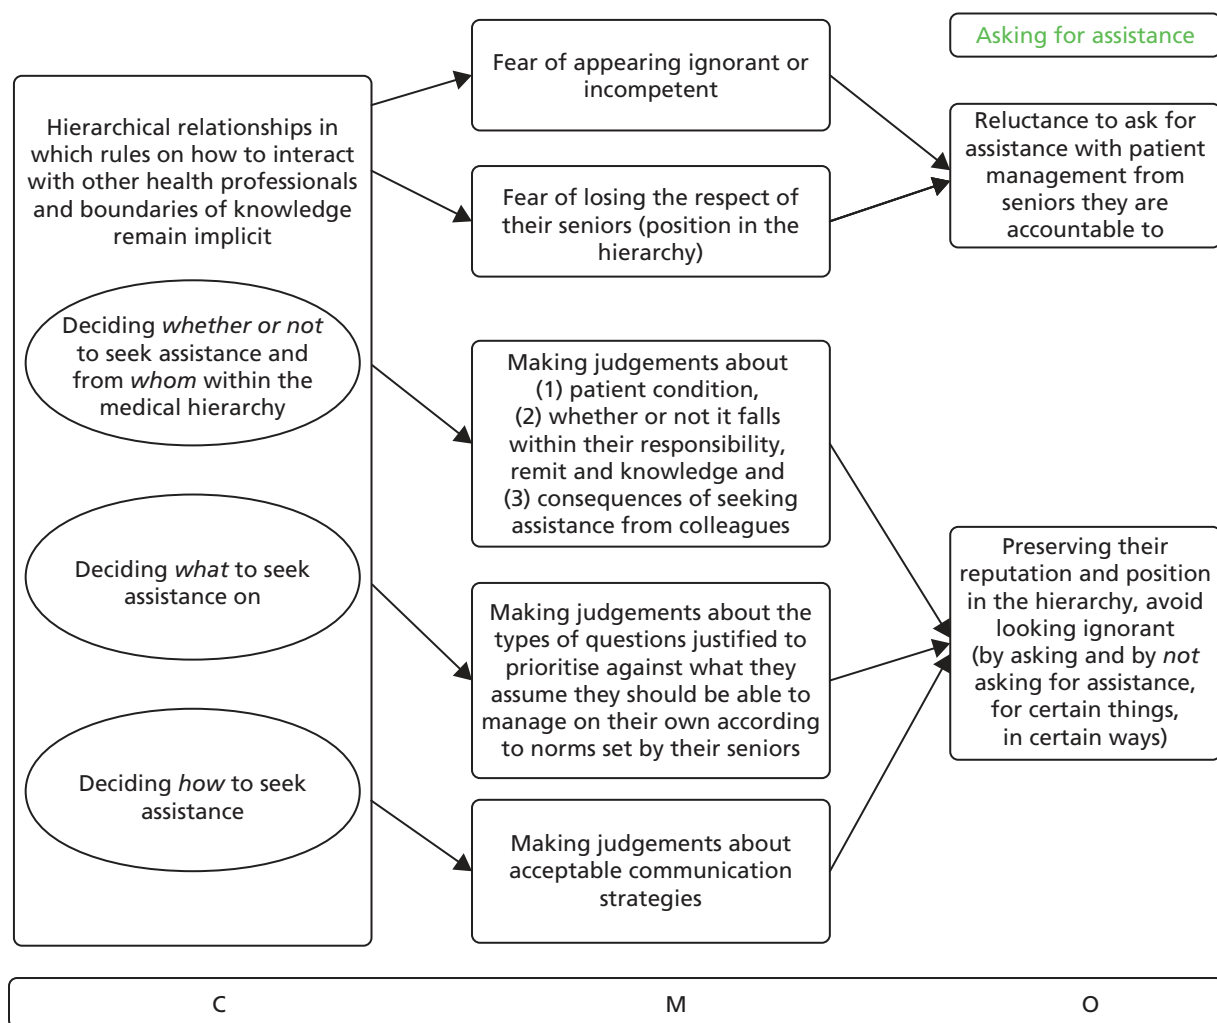 Asking for assistance
Hierarchical relationships in
which rules on how to interact
with other health professionals
and boundaries of knowledge
remain implicit
Deciding whether or not
to seek assistance and
from whom within the
medical hierarchy
Deciding what to seek
assistance on
Deciding how to seek
assistance
Fear of appearing ignorant or
incompetent
Fear of losing the respect of
their seniors (position in the
hierarchy)
Making judgements about
(1) patient condition,
(2) whether or not it falls
within their responsibility,
remit and knowledge and
(3) consequences of seeking
assistance from colleagues
Making judgements about the
types of questions justified to
prioritise against what they
assume they should be able to
manage on their own according
to norms set by their seniors
Making judgements about
acceptable communication
strategies
Reluctance to ask for
assistance with patient
management from
seniors they are
accountable to
Preserving their
reputation and position
in the hierarchy, avoid
looking ignorant
(by asking and by not
asking for assistance,
for certain things,
in certain ways)
C M O